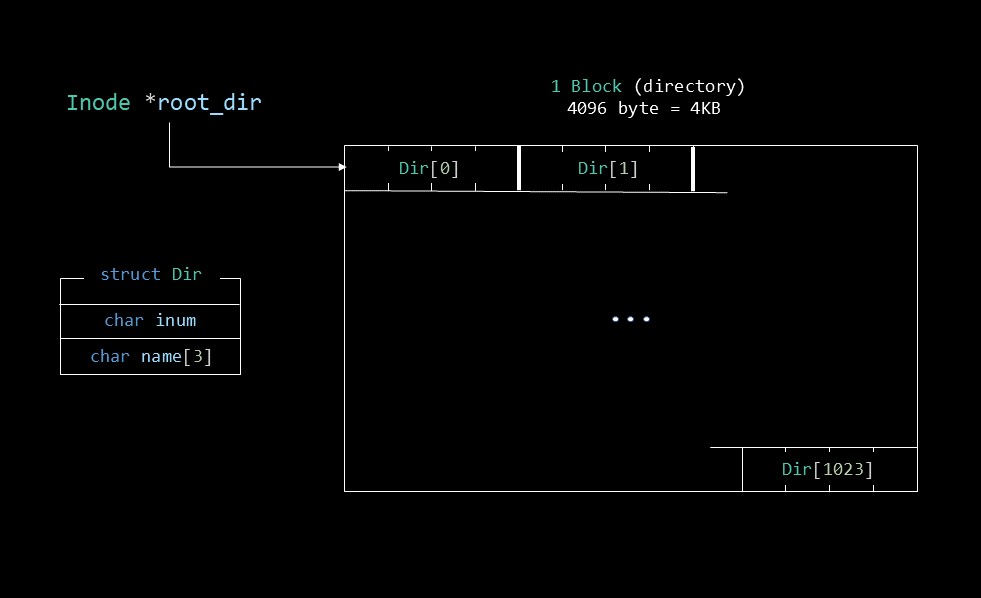 1 Block (directory)
4096 byte = 4KB
Inode *root_dir
Dir[0]
Dir[1]
struct Dir
char inum
char name[3]
...
Dir[1023]